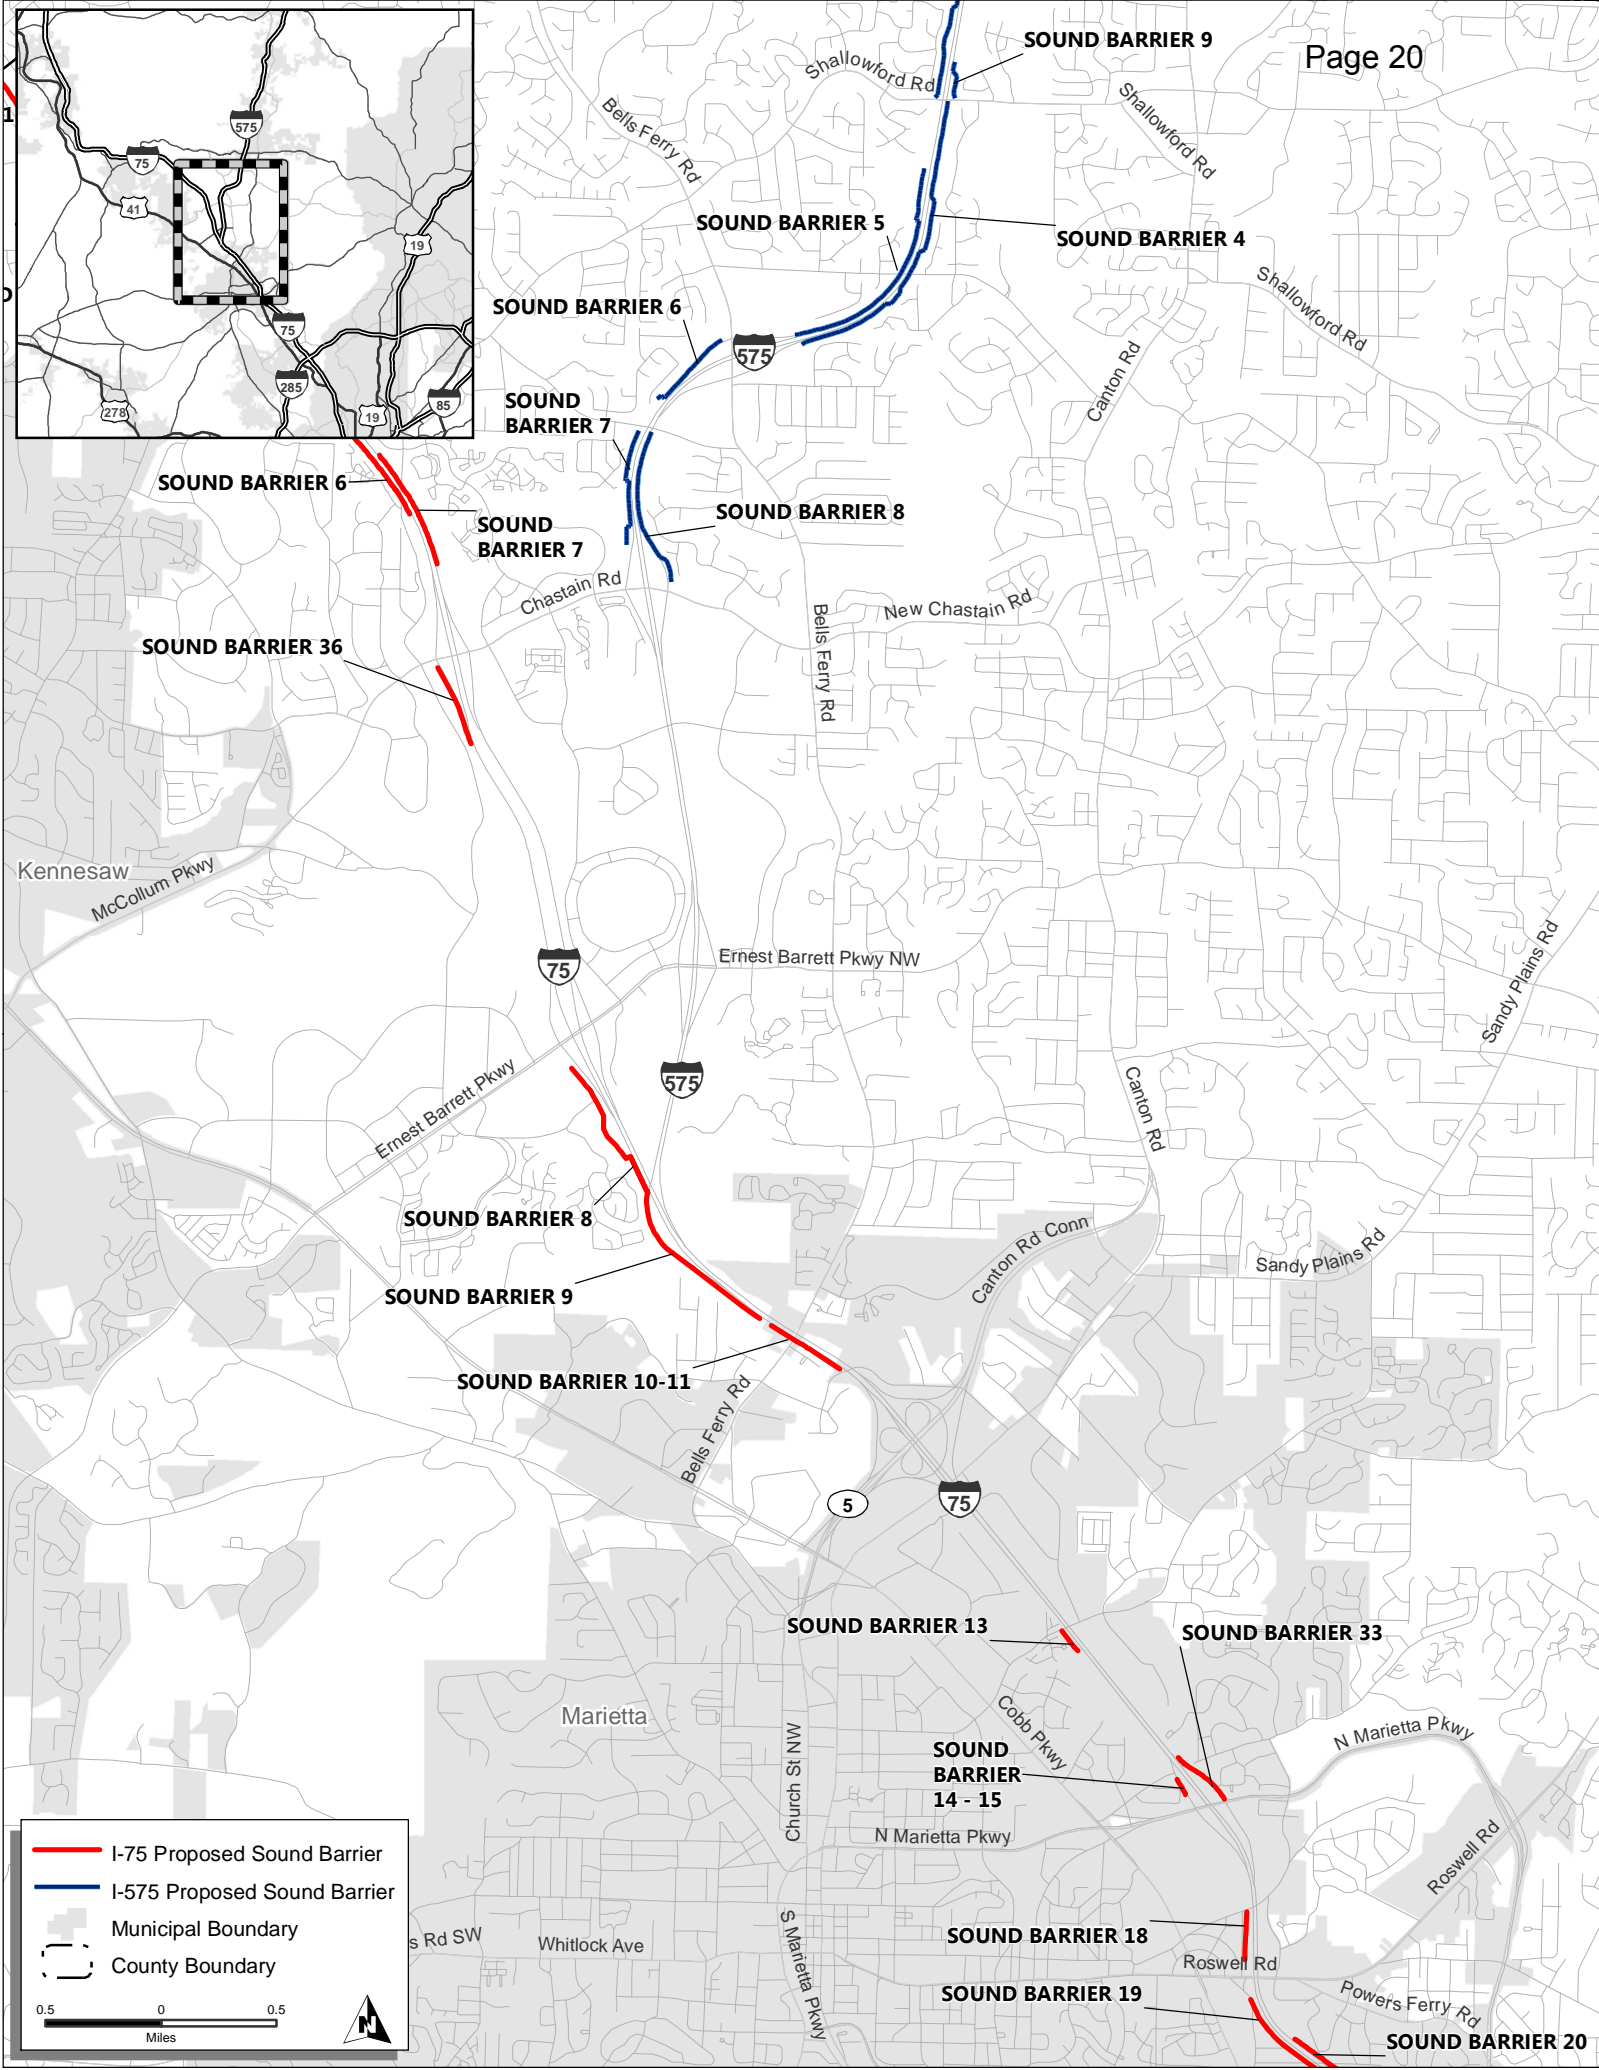 Page 20
SOUND BARRIER 9
Shallowford Rd
Shallowford Rd
Bells Ferry Rd
575
75
41
19
75
285
278
19
85
SOUND BARRIER 5
SOUND BARRIER 4
Shallowford Rd
SOUND BARRIER 6
575
Canton Rd
SOUND
BARRIER 7
SOUND BARRIER 6
SOUND
BARRIER 7
SOUND BARRIER 8
Chastain Rd
New Chastain Rd
Bells Ferry Rd
SOUND BARRIER 36
Kennesaw
McCollum Pkwy
75
Ernest Barrett Pkwy NW
Sandy Plains Rd
575
Ernest Barrett Pkwy
Canton Rd
SOUND BARRIER 8
Canton Rd Conn
Sandy Plains Rd
SOUND BARRIER 9
SOUND BARRIER 10-11
Bells Ferry Rd
5
75
SOUND BARRIER 13
SOUND BARRIER 33
Marietta
Cobb Pkwy
N Marietta Pkwy
Church St NW
SOUND
BARRIER
14 - 15
N Marietta Pkwy
Roswell Rd
I-75 Proposed Sound Barrier
I-575 Proposed Sound Barrier
Municipal Boundary
County Boundary
0.5 0 0.5
Miles
N
s Rd SW
Whitlock Ave
S Marietta Pkwy
SOUND BARRIER 18
Roswell Rd
SOUND BARRIER 19
Powers Ferry Rd
SOUND BARRIER 20